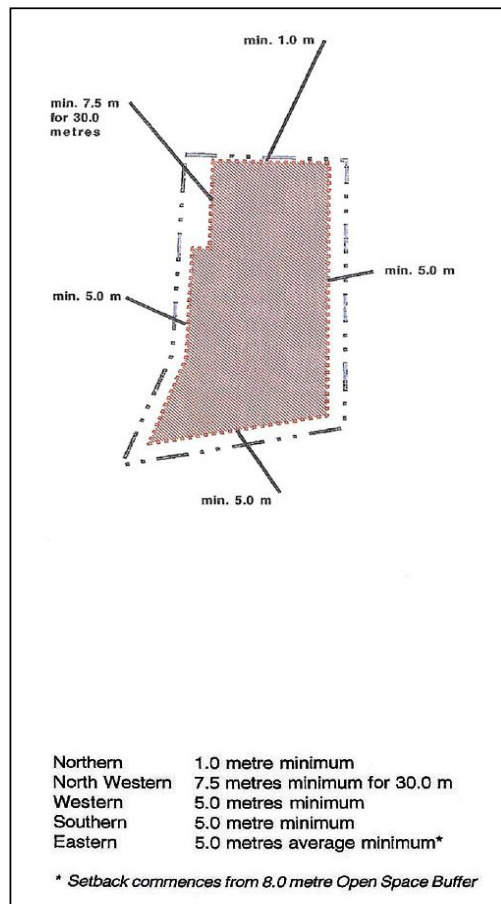 min. 1.0 m
min. 7.5 m
for 30.0
metres
min. 5.0 m
min. 5.0 m
min. 5.0 m
Northern 1.0 metre minimum
North Western 7.5 metres minimum for 30.0 m
Western 5.0 metres minimum
Southern 5.0 metre minimum
Eastern 5.0 metres average minimum*
* Setback commences from 8.0 metre Open Space Buffer